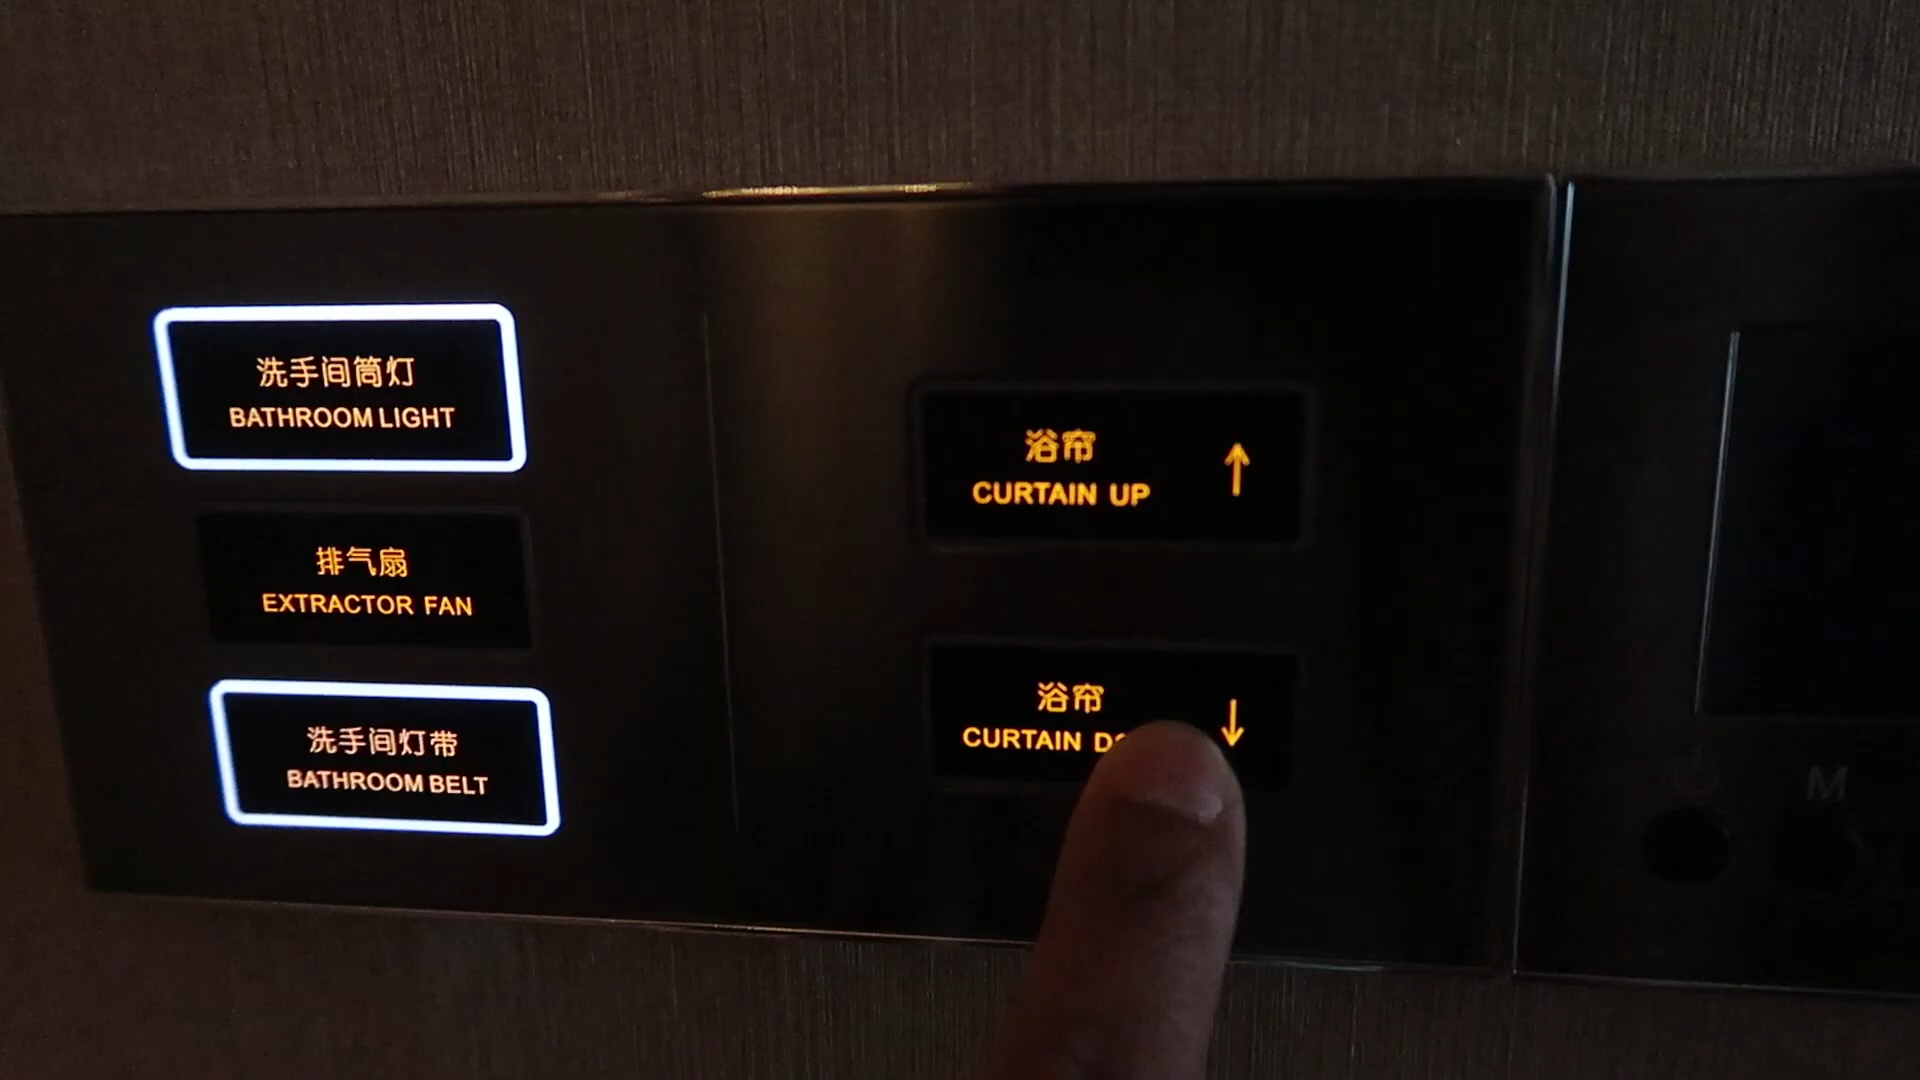 洗手间筒灯
BATHROOM LIGHT
排气扇
EXTRACTOR FAN
洗手间灯带
BATHROOM BELT
浴帘
CURTAIN UP
↑
浴帘
CURTAIN
↓
M